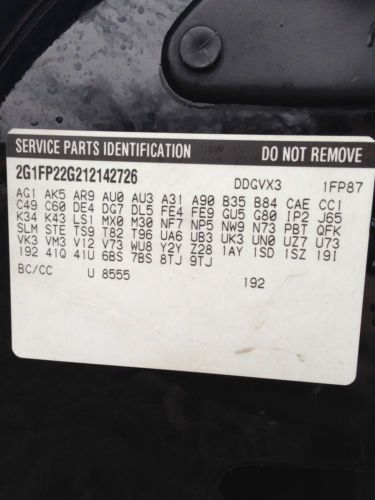 SERVICE PARTS IDENTIFICATION DO NOT REMOVE
2G1FP22G212142726 DDGVX3 1FP87
AG1 AK5 AR9 AU0 AU3 A31 A90 B35 B84 CAE CC1
C49 C60 DE4 DG7 DL5 FE4 FE9 GU5 G80 IP2 J65
K34 K43 LS1 MX0 M30 NF7 NP5 NW9 N73 PBT QFK
SLM STE TS9 T82 T96 UA6 UB3 UK3 UN0 UZ7 U73
VK3 VM3 V12 V73 WU8 Y2Y Z28 1AY 1SD 1SZ 19I
192 41Q 41U 6BS 7BS 8TJ 9TJ
BC/CC U 8555 192